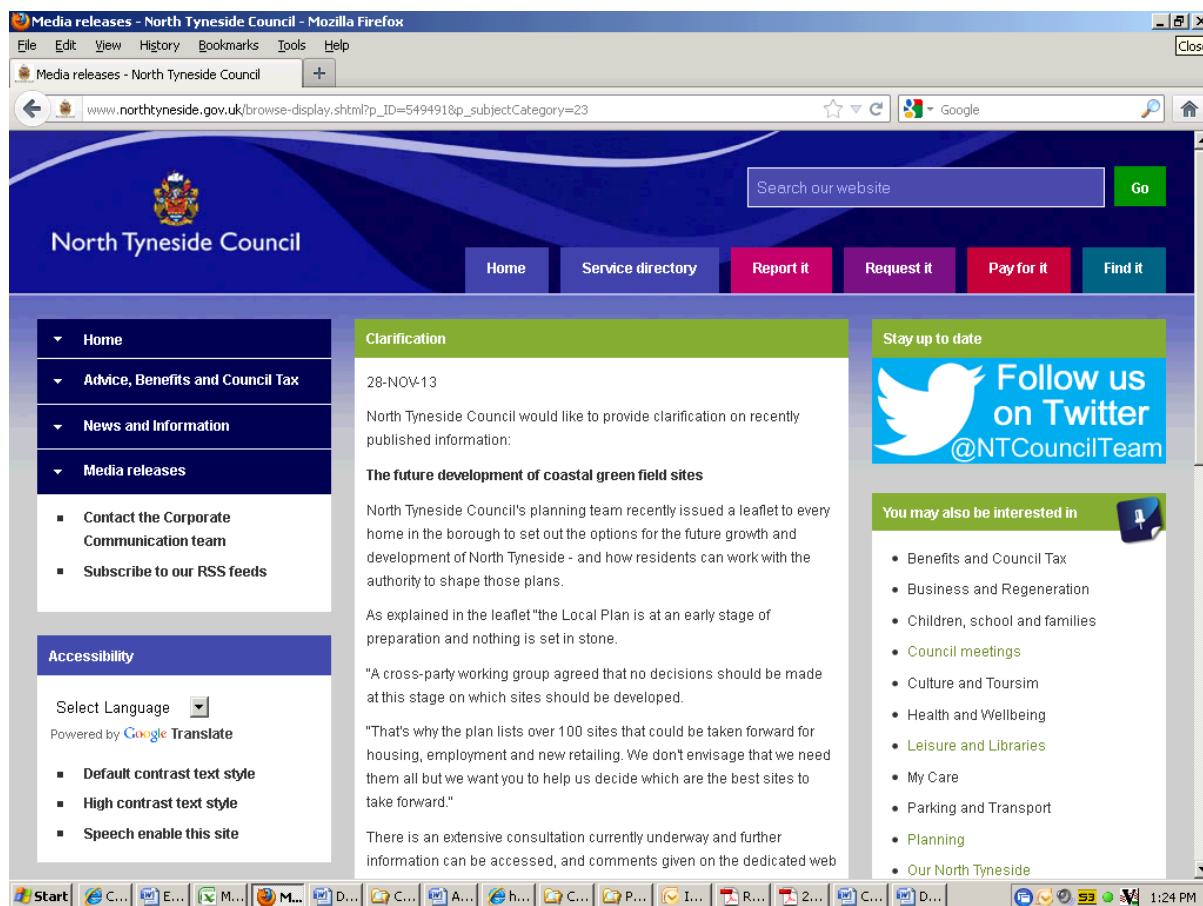 Media releases - North Tyneside Council - Mozilla Firefox
File Edit View History Bookmarks Tools Help
Close
Media releases - North Tyneside Council
www.northtyneside.gov.uk/browse-display.shtml?p_ID=549491&p_subjectCategory=23
Google
Search our website
Go
North Tyneside Council
Home Service directory Report it Request it Pay for it Find it
Home
Advice, Benefits and Council Tax
News and Information
Media releases
Contact the Corporate
Communication team
Subscribe to our RSS feeds
Accessibility
Select Language
Powered by Google Translate
Default contrast text style
High contrast text style
Speech enable this site
Clarification
28-NOV-13
North Tyneside Council would like to provide clarification on recently
published information:
The future development of coastal green field sites
North Tyneside Council's planning team recently issued a leaflet to every
home in the borough to set out the options for the future growth and
development of North Tyneside - and how residents can work with the
authority to shape those plans.
As explained in the leaflet "the Local Plan is at an early stage of
preparation and nothing is set in stone.
"A cross-party working group agreed that no decisions should be made
at this stage on which sites should be developed.
"That's why the plan lists over 100 sites that could be taken forward for
housing, employment and new retailing. We don't envisage that we need
them all but we want you to help us decide which are the best sites to
take forward."
There is an extensive consultation currently underway and further
information can be accessed, and comments given on the dedicated web
Stay up to date
Follow us
on Twitter
@NTCouncilTeam
You may also be interested in
Benefits and Council Tax
Business and Regeneration
Children, school and families
Council meetings
Culture and Toursim
Health and Wellbeing
Leisure and Libraries
My Care
Parking and Transport
Planning
Our North Tyneside
Start C... E... M... M... D... C... A... h... C... P... I... R... 2... C... D... 1:24 PM